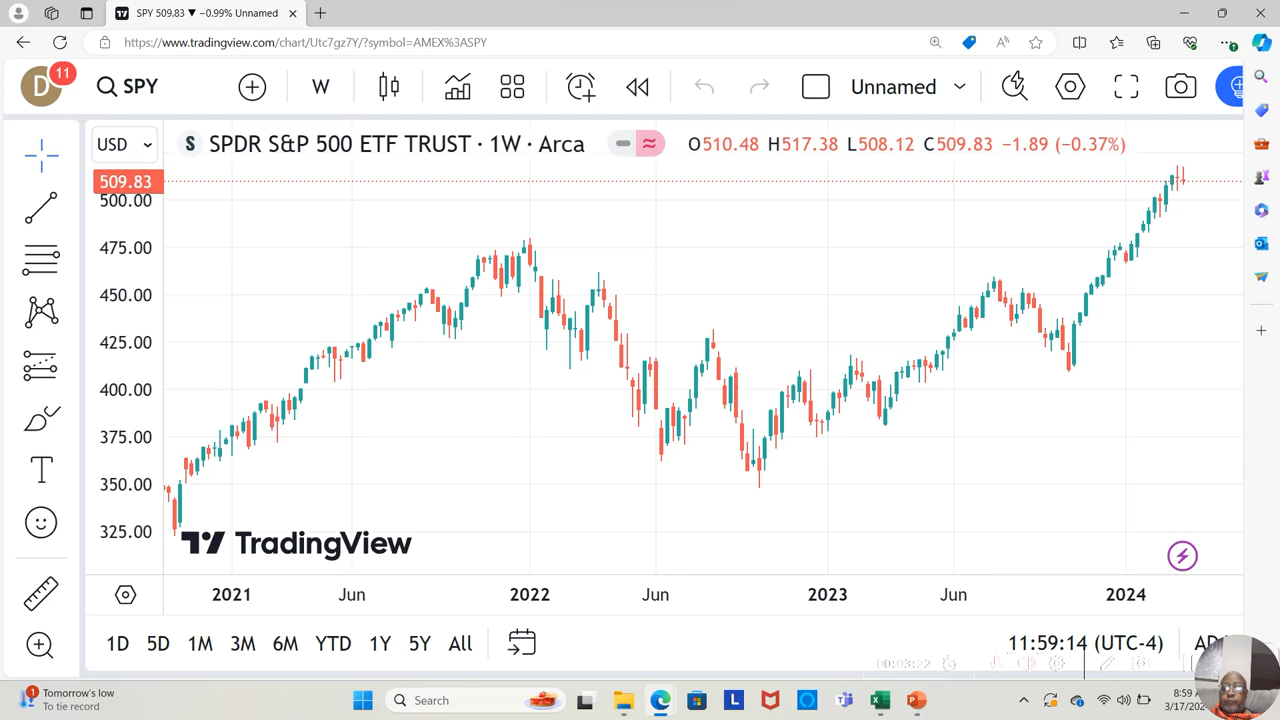 SPY 509.83 ▼ −0.99% Unnamed
https://www.tradingview.com/chart/Utc7gz7Y/?symbol=AMEX%3ASPY
D 11 SPY W Unnamed
USD S SPDR S&P 500 ETF TRUST · 1W · Arca O510.48 H517.38 L508.12 C509.83 −1.89 (−0.37%)
509.83
500.00
475.00
450.00
425.00
400.00
375.00
350.00
325.00
TradingView
2021 Jun 2022 Jun 2023 Jun 2024
1D 5D 1M 3M 6M YTD 1Y 5Y All 11:59:14 (UTC-4)
00:03:22
1 Tomorrow's low
To tie record
Search
8:59
3/17/202